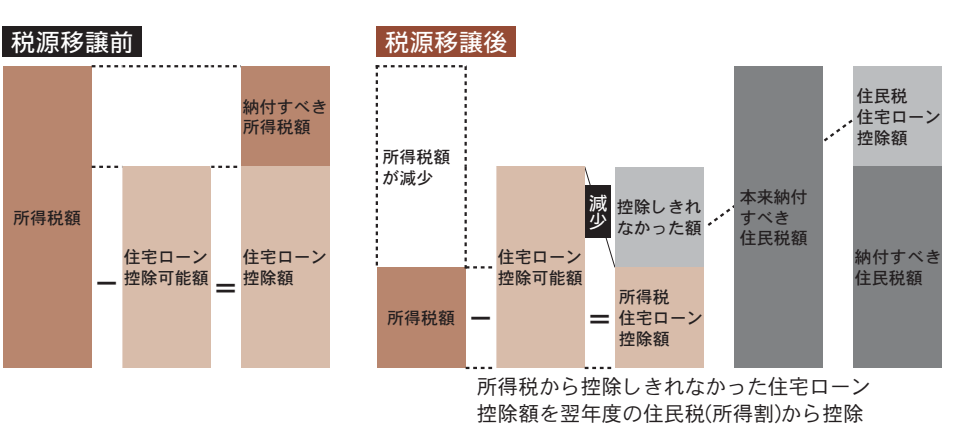 税源移譲前
所得税額
－
住宅ローン
控除可能額
＝
納付すべき
所得税額
住宅ローン
控除額
税源移譲後
所得税額
が減少
所得税額
－
住宅ローン
控除可能額
減少
＝
控除しきれ
なかった額
所得税
住宅ローン
控除額
本来納付
すべき
住民税額
住民税
住宅ローン
控除額
納付すべき
住民税額
所得税から控除しきれなかった住宅ローン
控除額を翌年度の住民税(所得割)から控除